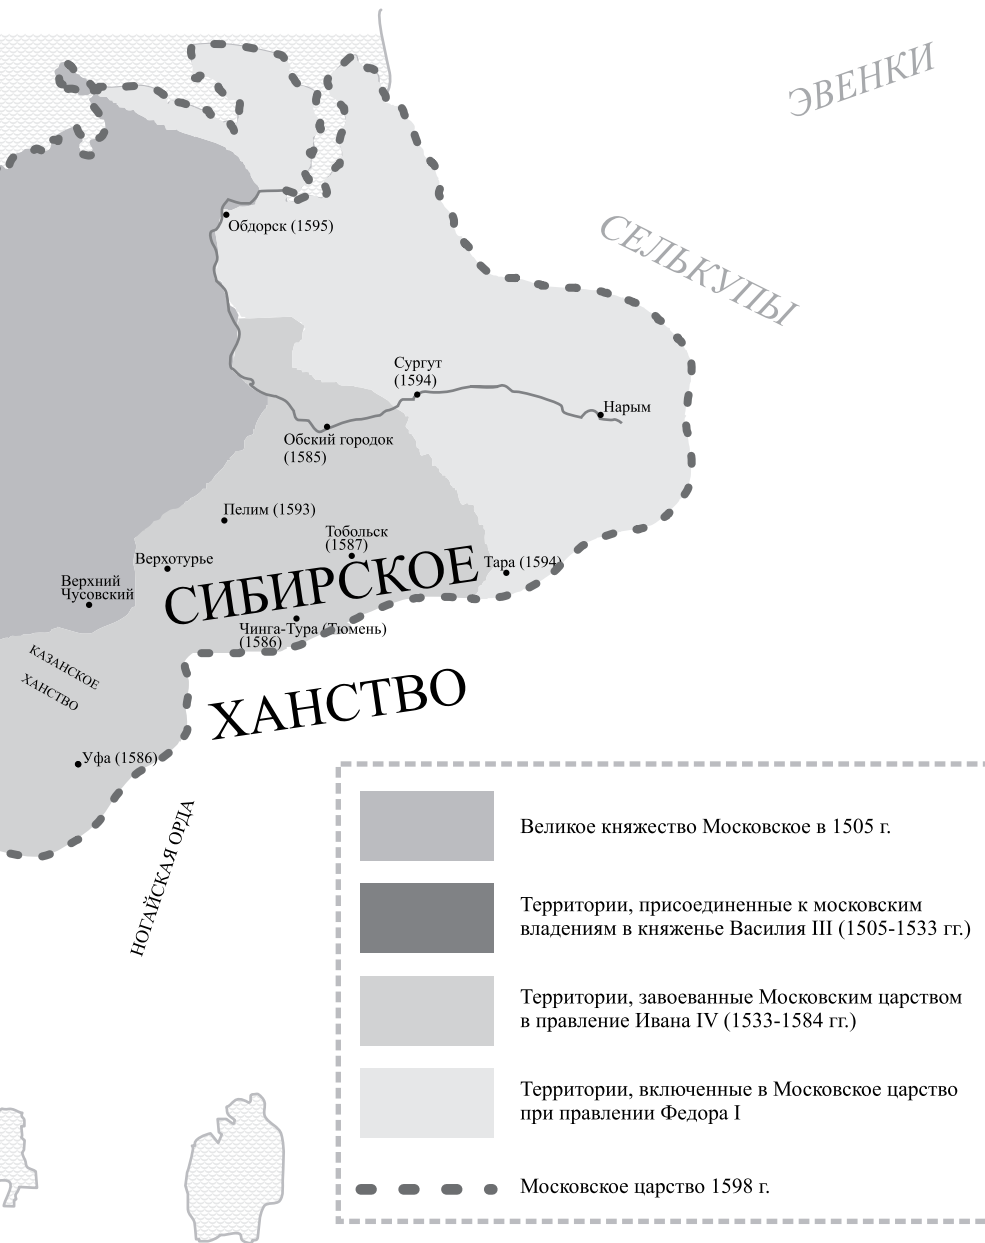 ЭВЕНКИ
СЕЛЬКУПЫ
Обдорск (1595)
Сургут
(1594)
Нарым
Обский городок
(1585)
Пелим (1593)
Тобольск
(1587)
Верхотурье
Тара (1594)
Верхний
Чусовский
СИБИРСКОЕ
Чинга-Тура (Тюмень)
(1586)
КАЗАНСКОЕ
ХАНСТВО
ХАНСТВО
Уфа (1586)
НОГАЙСКАЯ ОРДА
Великое княжество Московское в 1505 г.
Территории, присоединенные к московским
владениям в княженье Василия III (1505-1533 гг.)
Территории, завоеванные Московским царством
в правление Ивана IV (1533-1584 гг.)
Территории, включенные в Московское царство
при правлении Федора I
Московское царство 1598 г.